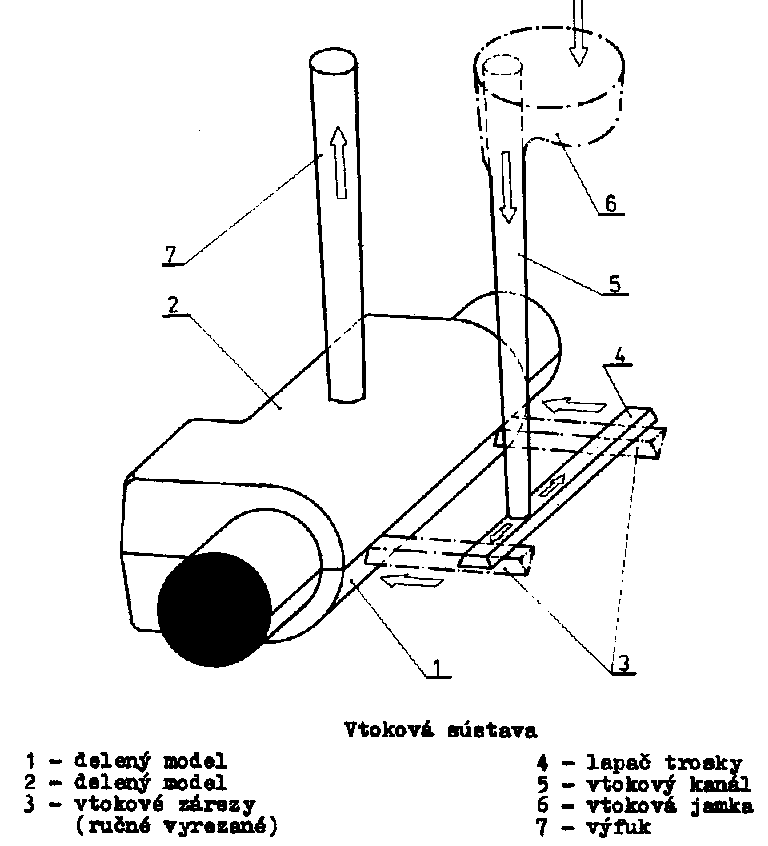 6
7
5
2
4
3
1
Vtoková sústava
1 - delený model
2 - delený model
3 - vtokové zárezy
(ručné vyrezané)
4 - lapač trosky
5 - vtokový kanál
6 - vtoková jamka
7 - výfuk